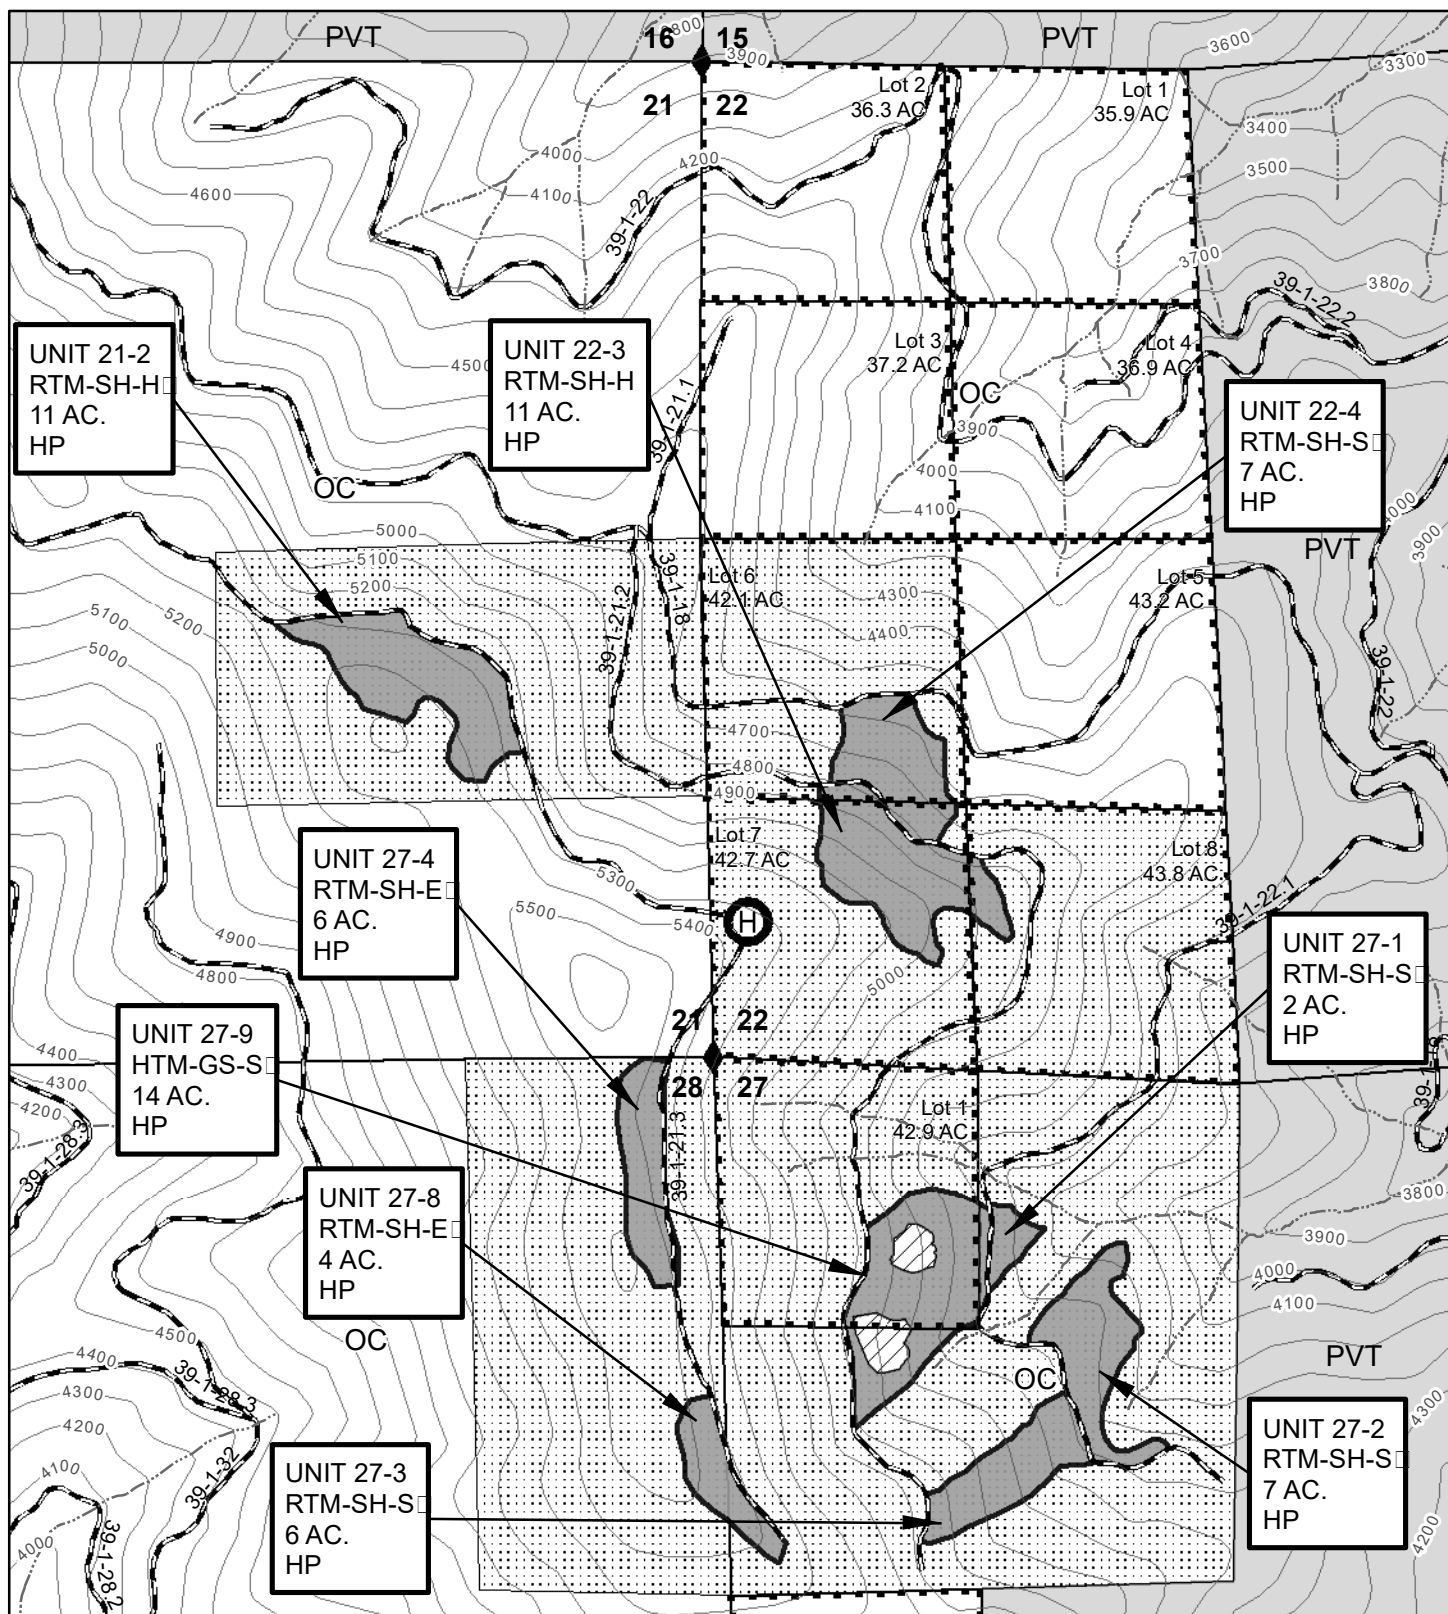 PVT
16 15
PVT
3800
3900
3600
3300
21 22
Lot 2
36.3 AC
Lot 1
35.9 AC
3400
3500
4000
4200
4100
4600
39-1-22
3700
3800
39-1-22.2
UNIT 21-2
RTM-SH-H
11 AC.
HP
4500
UNIT 22-3
RTM-SH-H
11 AC.
HP
39-1-21.1
Lot 3
37.2 AC
Lot 4
36.9 AC
OC
3900
4000
4100
UNIT 22-4
RTM-SH-S
7 AC.
HP
4000
3900
OC
PVT
5000
5100
5200
5100
5200
5000
39-1-21.2
39-1-18
Lot 6
42.1 AC
4300
4400
Lot 5
43.2 AC
39-1-22
4700
4800
4900
UNIT 27-4
RTM-SH-E
6 AC.
HP
5300
5500
5400
Lot 7
42.7 AC
H
Lot 8
43.8 AC
39-1-22.1
5000
4900
4800
UNIT 27-1
RTM-SH-S
2 AC.
HP
UNIT 27-9
HTM-GS-S
14 AC.
HP
21 22
28 27
4400
4300
4200
39-1-28.3
39-1-21.3
Lot 1
42.9 AC
3800
3900
4000
4100
UNIT 27-8
RTM-SH-E
4 AC.
HP
OC
4500
4400
4300
4200
4100
4000
39-1-28.3
39-1-32
39-1-28.2
OC
PVT
4300
4200
UNIT 27-3
RTM-SH-S
6 AC.
HP
UNIT 27-2
RTM-SH-S
7 AC.
HP